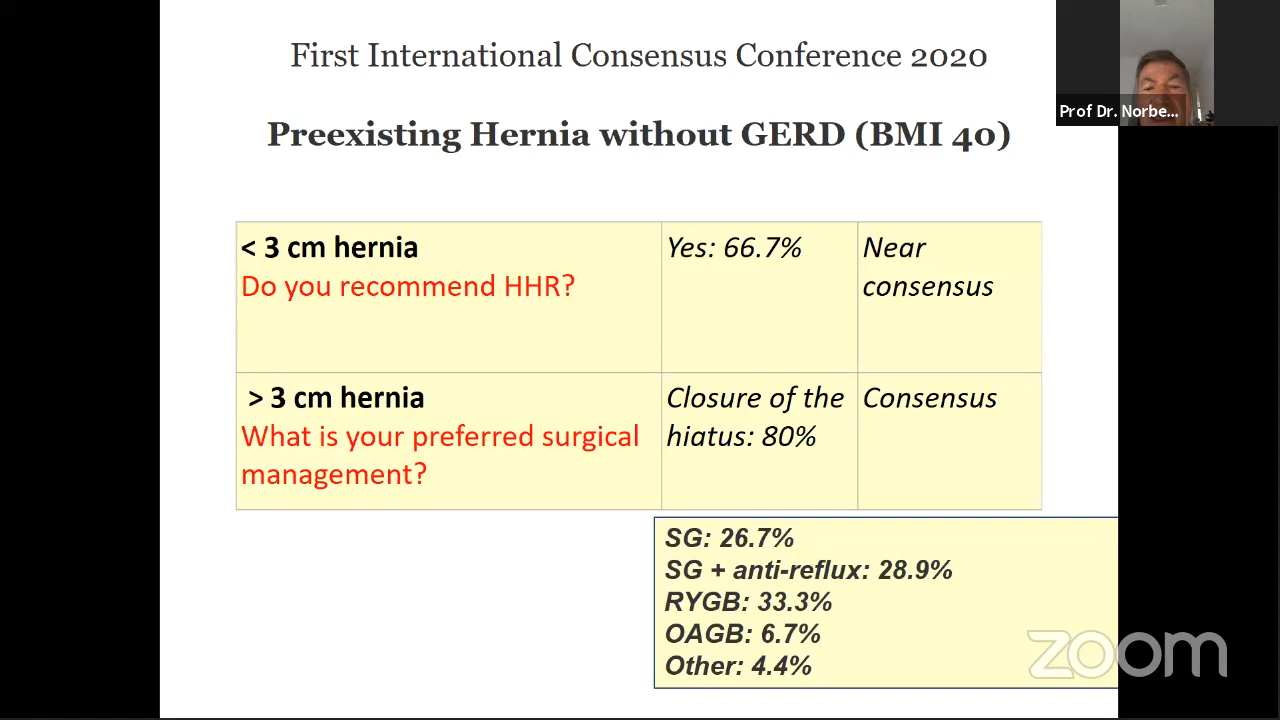 First International Consensus Conference 2020
Prof Dr. Norbe...
Preexisting Hernia without GERD (BMI 40)
< 3 cm hernia
Do you recommend HHR?
Yes: 66.7%
Near
consensus
> 3 cm hernia
What is your preferred surgical
management?
Closure of the
hiatus: 80%
Consensus
SG: 26.7%
SG + anti-reflux: 28.9%
RYGB: 33.3%
OAGB: 6.7%
Other: 4.4%
zoom